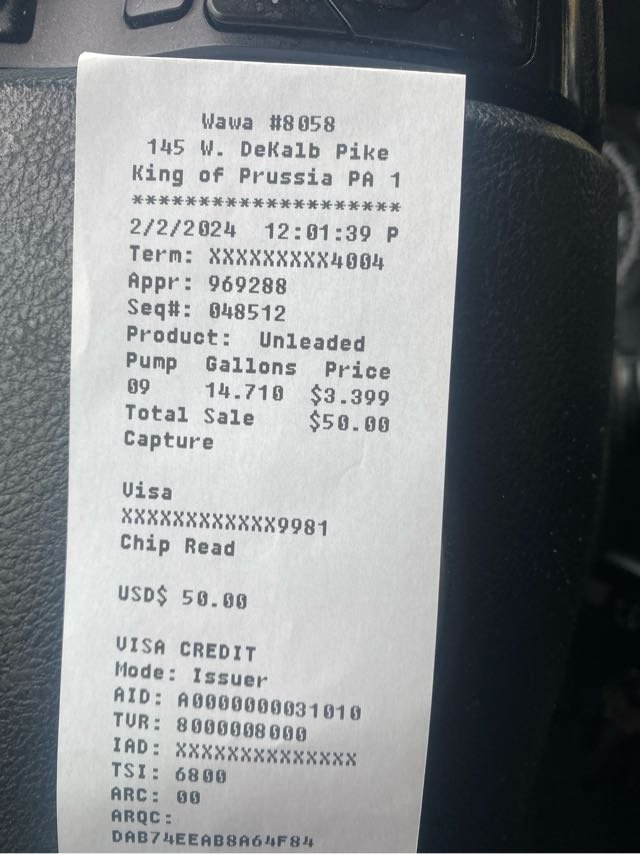 Wawa #8058
145 W. DeKalb Pike
King of Prussia PA 1
********************
2/2/2024 12:01:39 P
Term: XXXXXXXXX4004
Appr: 969288
Seq#: 048512
Product: Unleaded
Pump Gallons Price
09 14.710 $3.399
Total Sale $50.00
Capture
Visa
XXXXXXXXXXXX9981
Chip Read
USD$ 50.00
VISA CREDIT
Mode: Issuer
AID: A0000000031010
TVR: 8000008000
IAD: XXXXXXXXXXXXXX
TSI: 6800
ARC: 00
ARQC:
DAB74EEAB8A64F84